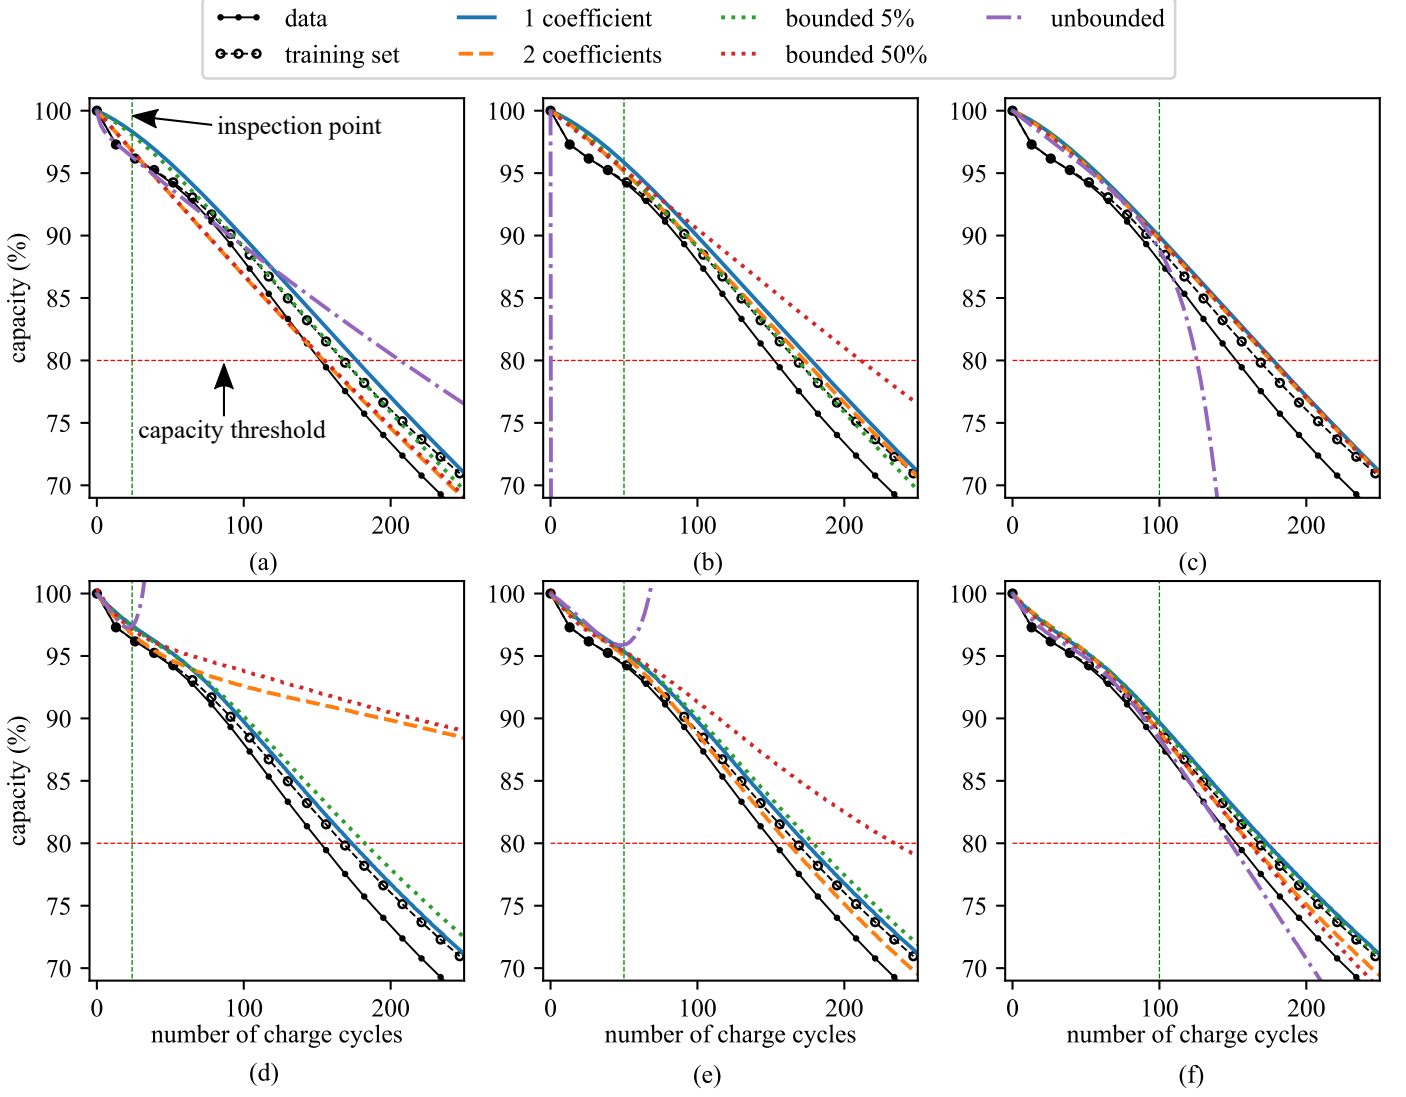 data 1 coefficient bounded 5% unbounded
training set 2 coefficients bounded 50%
100
95
90
85
80
75
70
capacity (%)
inspection point
capacity threshold
0 100 200
(a)
100
95
90
85
80
75
70
0 100 200
(b)
100
95
90
85
80
75
70
0 100 200
(c)
100
95
90
85
80
75
70
capacity (%)
0 100 200
number of charge cycles
(d)
100
95
90
85
80
75
70
0 100 200
number of charge cycles
(e)
100
95
90
85
80
75
70
0 100 200
number of charge cycles
(f)